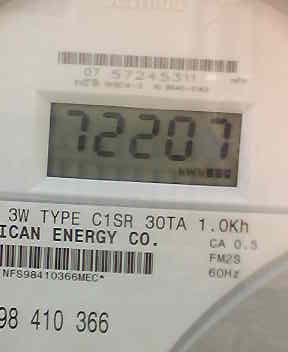 07 57245311
72207
kWh
3W TYPE C1SR 30TA 1.0Kh
ICAN ENERGY CO.
CA 0.5
FM2S
60Hz
NFS98410366MEC*
98 410 366